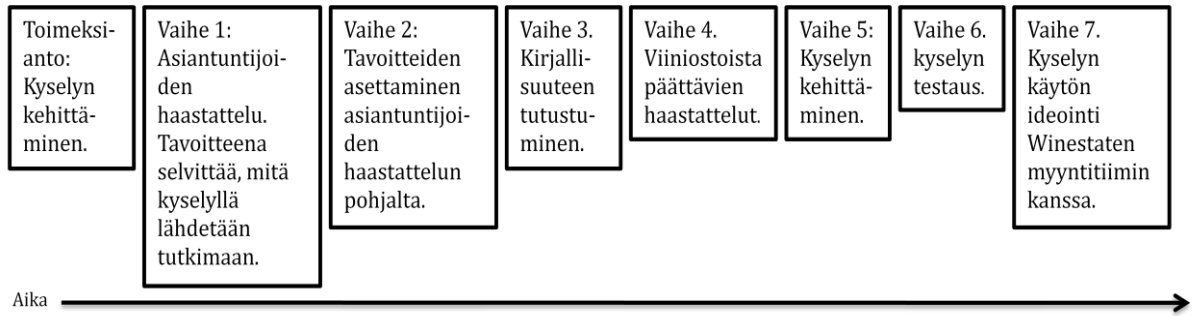 Toimeksi-
anto:
Kyselyn
kehittä-
minen.
Vaihe 1:
Asiantuntijoi-
den
haastattelu.
Tavoitteena
selvittää, mitä
kyselyllä
lähdetään
tutkimaan.
Vaihe 2:
Tavoitteiden
asettaminen
asiantuntijoi-
den
haastattelun
pohjalta.
Vaihe 3.
Kirjalli-
suuteen
tutustu-
minen.
Vaihe 4.
Viiniostoista
päättävien
haastattelut.
Vaihe 5:
Kyselyn
kehittä-
minen.
Vaihe 6.
kyselyn
testaus.
Vaihe 7.
Kyselyn
käytön
ideointi
Winestaten
myyntitiimin
kanssa.
Aika